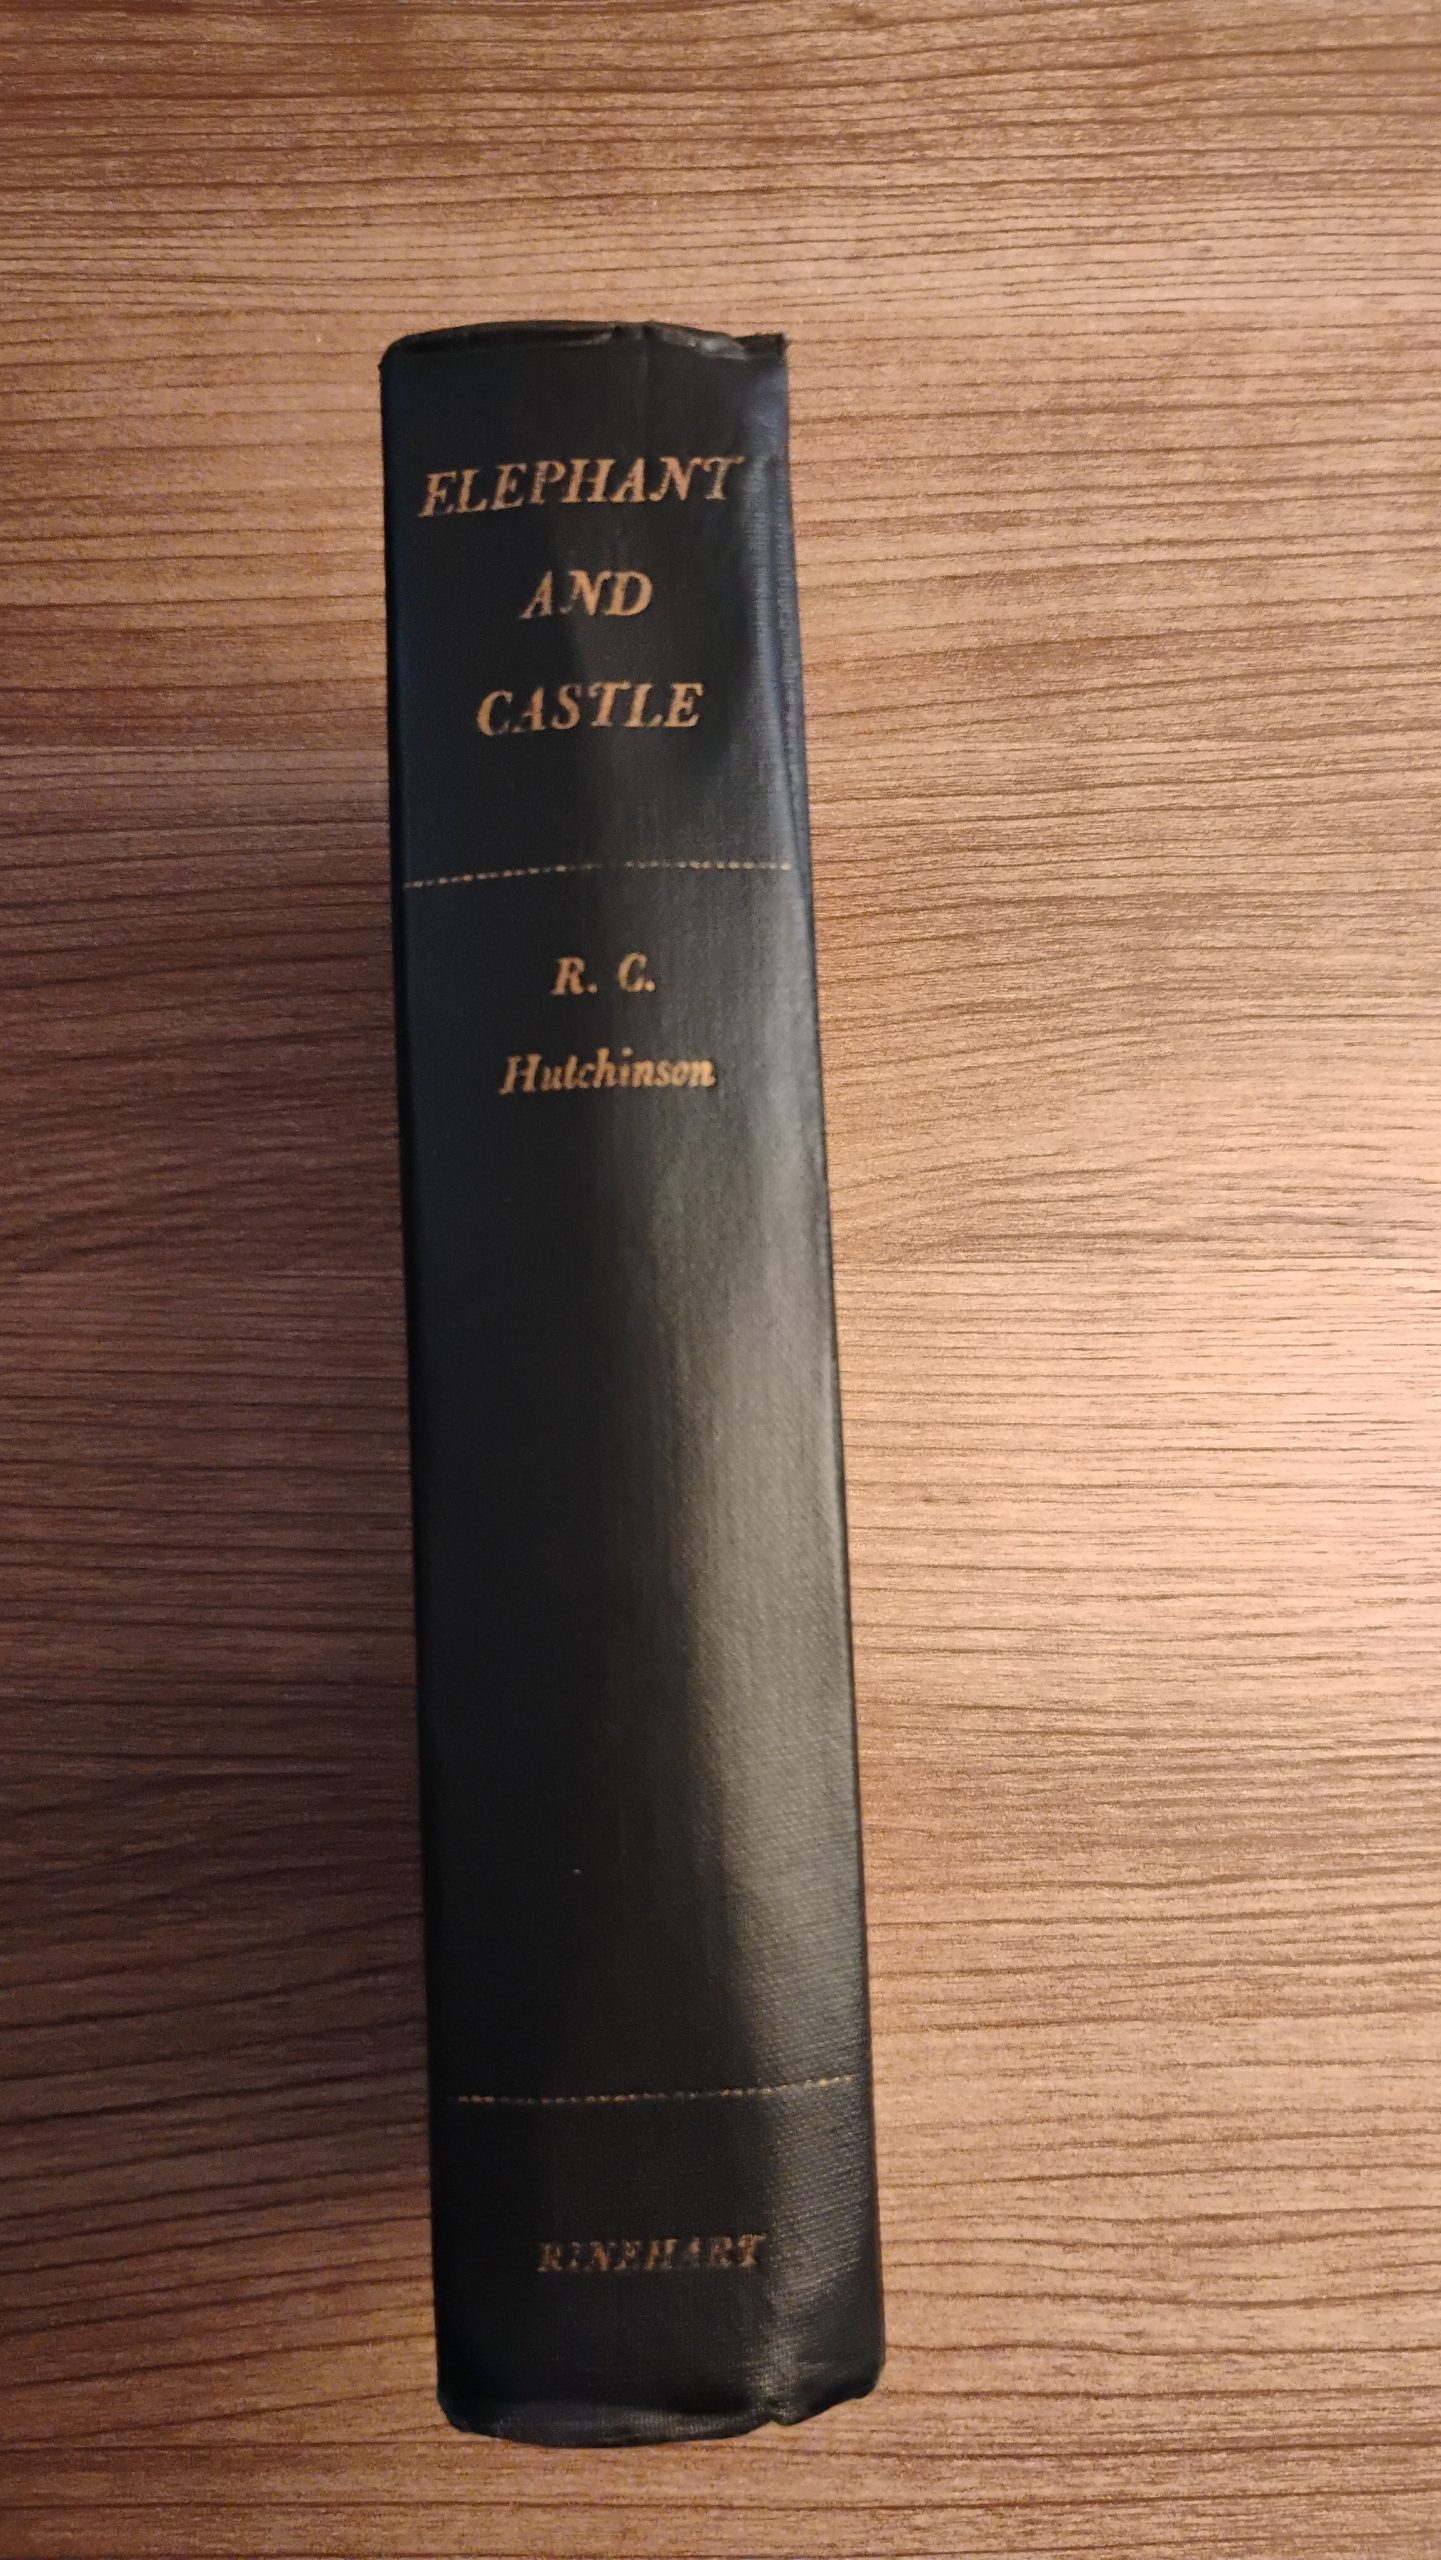 ELEPHANT
AND
CASTLE
R. C.
Hutchinson
RINEHART